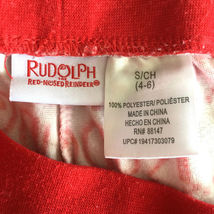 RUDOLPH
THE
RED-NOSED REINDEER®
S/CH
(4-6)
100% POLYESTER/POLIÉSTER
MADE IN CHINA
HECHO EN CHINA
RN# 88147
UPC# 19417303079